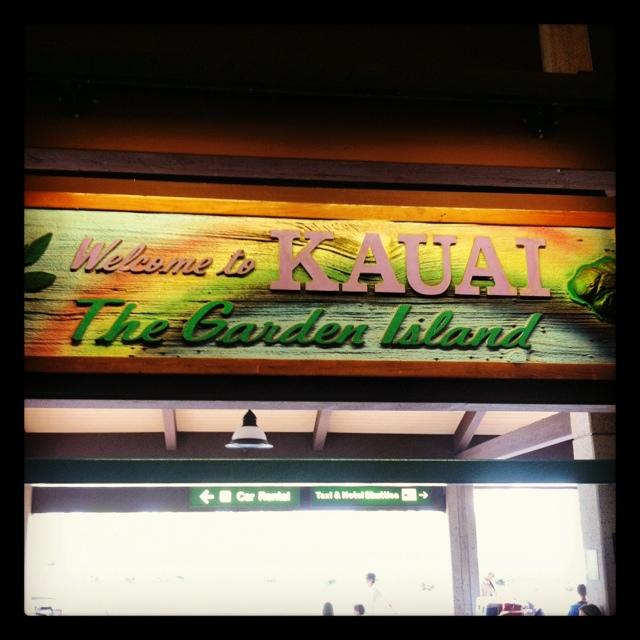 Welcome to KAUAI
The Garden Island
Car Rental
Taxi & Hotel Shuttles